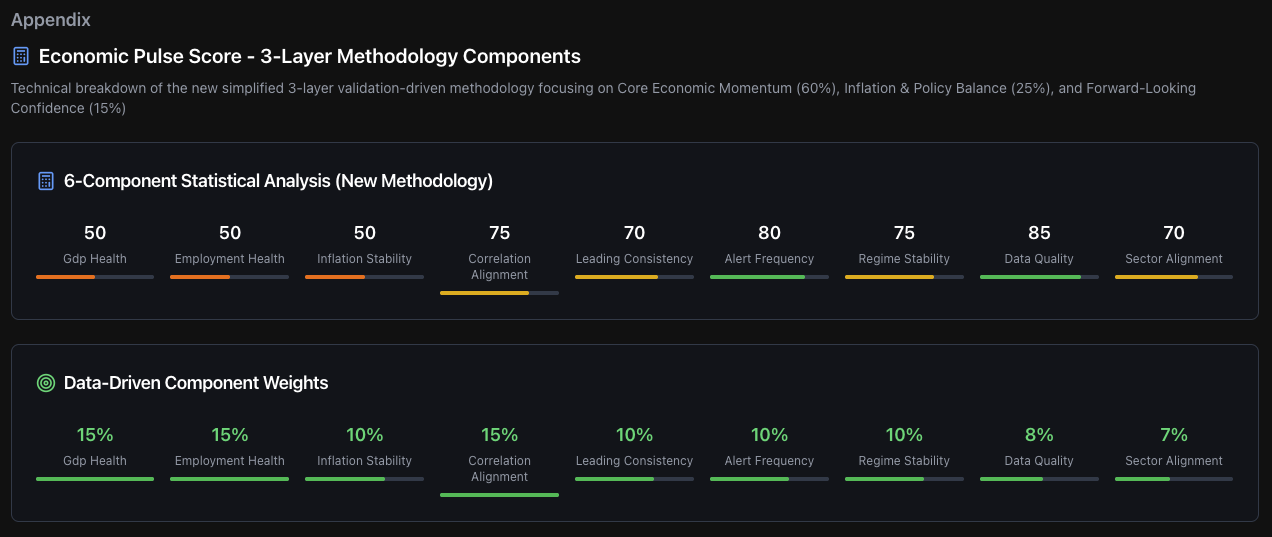 Appendix
Economic Pulse Score - 3-Layer Methodology Components
Technical breakdown of the new simplified 3-layer validation-driven methodology focusing on Core Economic Momentum (60%), Inflation & Policy Balance (25%), and Forward-Looking
Confidence (15%)
6-Component Statistical Analysis (New Methodology)
50 50 50 75 70 80 75 85 70
Gdp Health Employment Health Inflation Stability Correlation Leading Consistency Alert Frequency Regime Stability Data Quality Sector Alignment
Alignment
Data-Driven Component Weights
15% 15% 10% 15% 10% 10% 10% 8% 7%
Gdp Health Employment Health Inflation Stability Correlation Leading Consistency Alert Frequency Regime Stability Data Quality Sector Alignment
Alignment